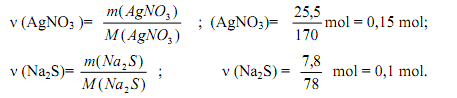 ν (AgNO₃ )= m(AgNO₃) / M(AgNO₃) ; (AgNO₃)= 25,5 / 170 mol = 0,15 mol;
ν (Na₂S)= m(Na₂S) / M(Na₂S) ; ν (Na₂S) = 7,8 / 78 mol = 0,1 mol.